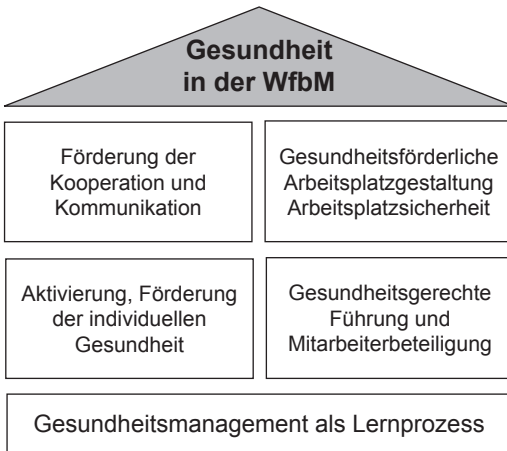 Gesundheit
in der WfbM
Förderung der
Kooperation und
Kommunikation
Gesundheitsförderliche
Arbeitsplatzgestaltung
Arbeitsplatzsicherheit
Aktivierung, Förderung
der individuellen
Gesundheit
Gesundheitsgerechte
Führung und
Mitarbeiterbeteiligung
Gesundheitsmanagement als Lernprozess